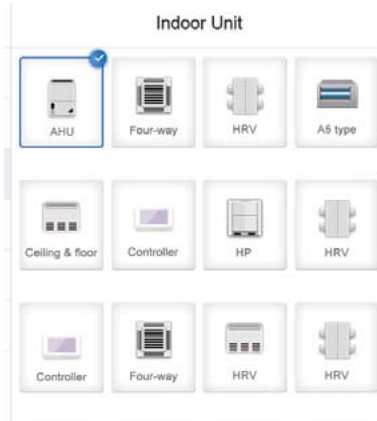 Indoor Unit
AHU
Four-way
HRV
A5 type
Ceiling & floor
Controller
HP
HRV
Controller
Four-way
HRV
HRV